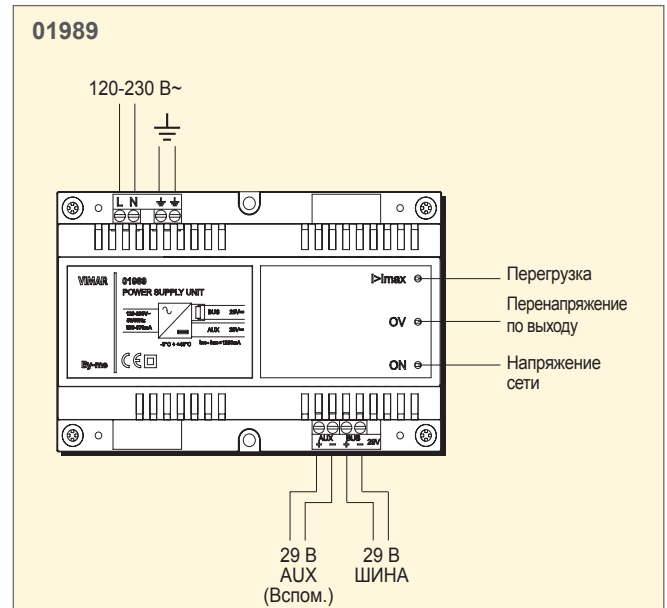 01989
120-230 В~
L N
VIMAR
01989
POWER SUPPLY UNIT
BUS
AUX
By-me
CE
I>Imax
OV
ON
Перегрузка
Перенапряжение
по выходу
Напряжение
сети
AUX BUS
+ – + – 29V
29 В
AUX
(Вспом.)
29 В
ШИНА